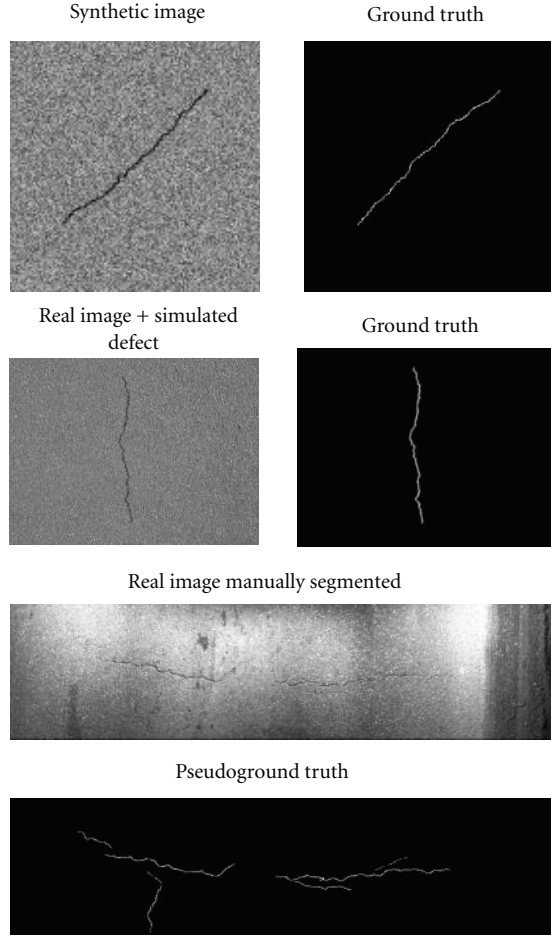 Synthetic image
Ground truth
Real image + simulated
defect
Ground truth
Real image manually segmented
Pseudoground truth